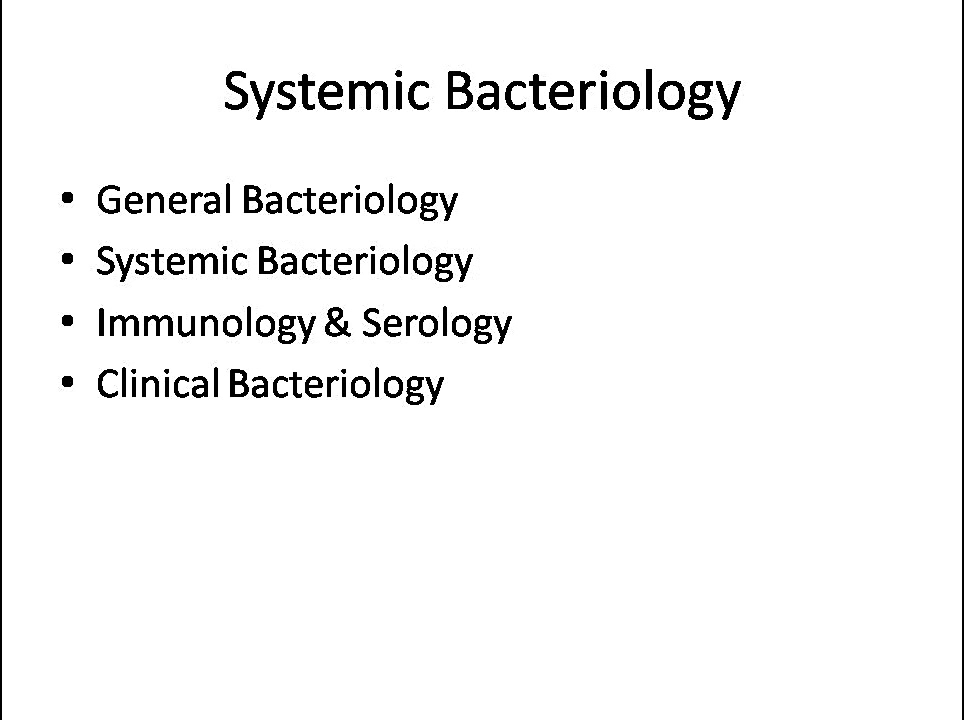 Systemic Bacteriology
• General Bacteriology
• Systemic Bacteriology
• Immunology & Serology
• Clinical Bacteriology